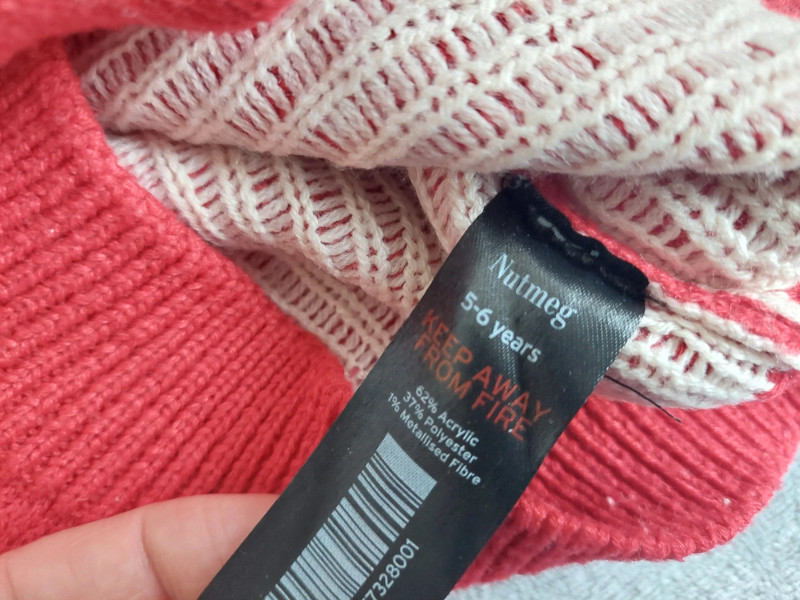 Nutmeg
5-6 years
KEEP AWAY
FROM FIRE
62% Acrylic
37% Polyester
1% Metallised Fibre
7328001